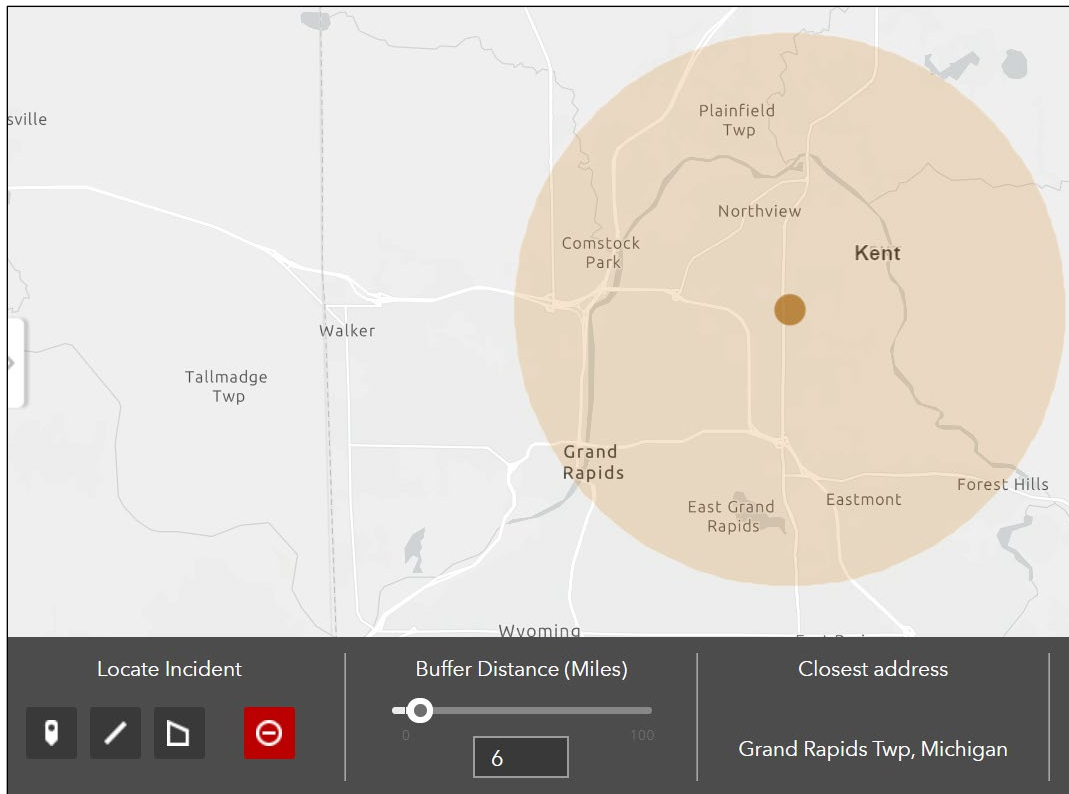 Plainfield
Twp
sville
Northview
Comstock
Park
Kent
Walker
Tallmadge
Twp
Grand
Rapids
Forest Hills
Eastmont
East Grand
Rapids
Wyoming
Locate Incident
Buffer Distance (Miles)
Closest address
0
100
6
Grand Rapids Twp, Michigan